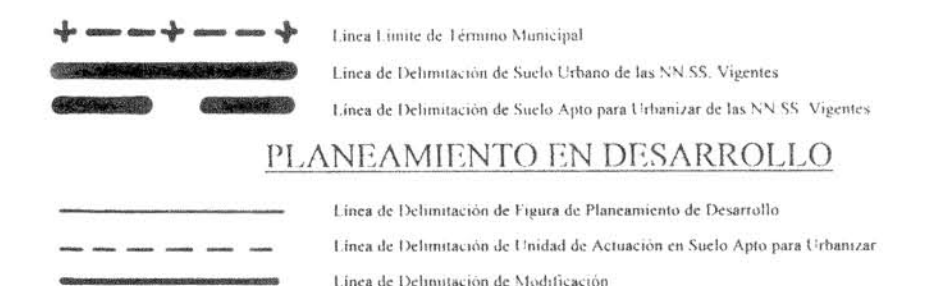 Línea Límite de Término Municipal
Línea de Delimitación de Suelo Urbano de las NN.SS. Vigentes
Línea de Delimitación de Suelo Apto para Urbanizar de las NN.SS. Vigentes
PLANEAMIENTO EN DESARROLLO
Línea de Delimitación de Figura de Planeamiento de Desarrollo
Línea de Delimitación de Unidad de Actuación en Suelo Apto para Urbanizar
Línea de Delimitación de Modificación